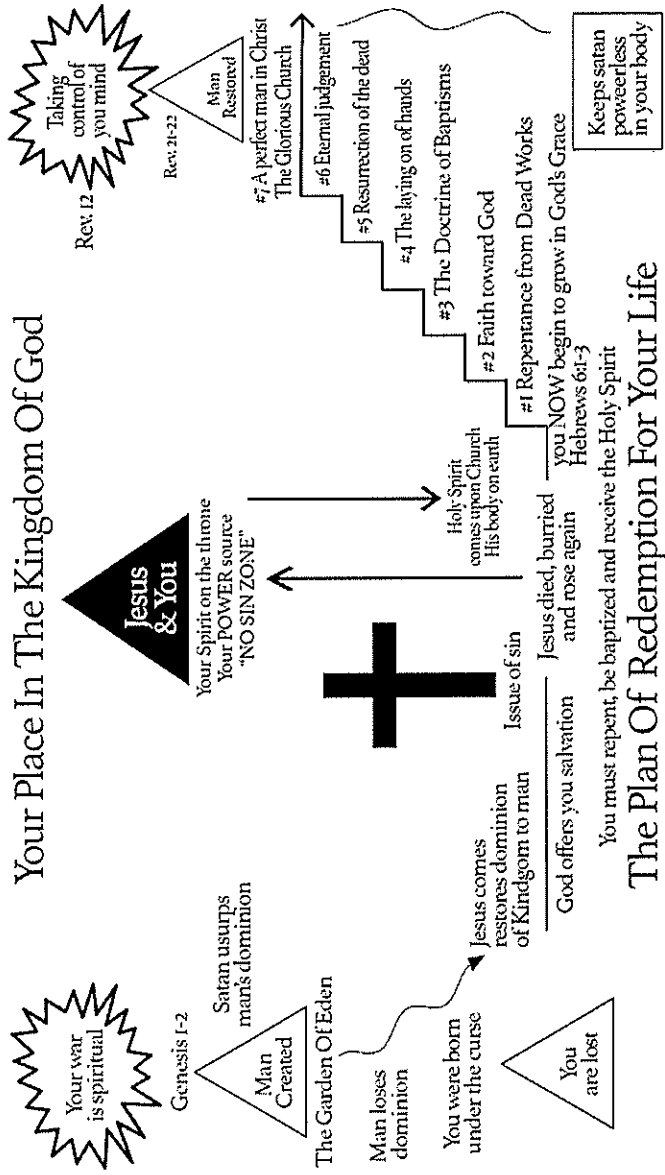 Your Place In The Kingdom Of God
Your war
is spiritual
Genesis 1-2
Satan usurps
man's dominion
Man
Created
The Garden Of Eden
Man loses
dominion
You were born
under the curse
You
are lost
Jesus comes
restores dominion
of Kindgom to man
God offers you salvation
Issue of sin
Jesus
& You
Your Spirit on the throne
Your POWER source
"NO SIN ZONE"
Jesus died, burried
and rose again
Holy Spirit
comes upon Church
His body on earth
Taking
control of
you mind
Rev. 12
Rev. 21-22
Man
Restored
#7 A perfect man in Christ
The Glorious Church
#6 Eternal judgement
#5 Resurrection of the dead
#4 The laying on of hands
#3 The Doctrine of Baptisms
#2 Faith toward God
#1 Repentance from Dead Works
you NOW begin to grow in God's Grace
Hebrews 6:1-3
Keeps satan
poweerless
in your body
You must repent, be baptized and receive the Holy Spirit
The Plan Of Redemption For Your Life